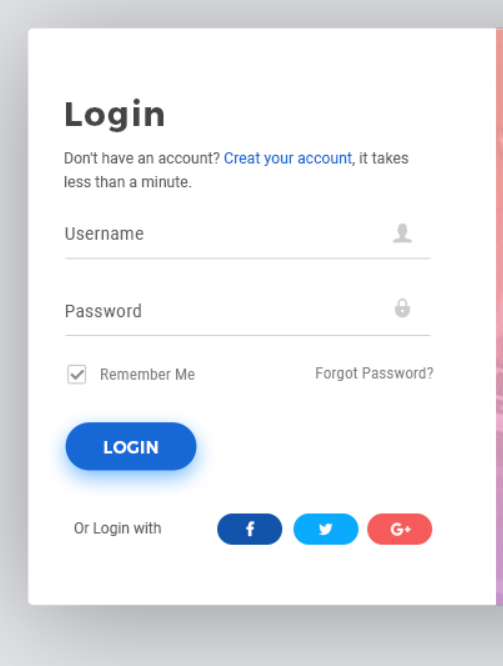 Login
Don't have an account? Creat your account, it takes
less than a minute.
Username
Password
Remember Me
Forgot Password?
LOGIN
Or Login with
f
G+